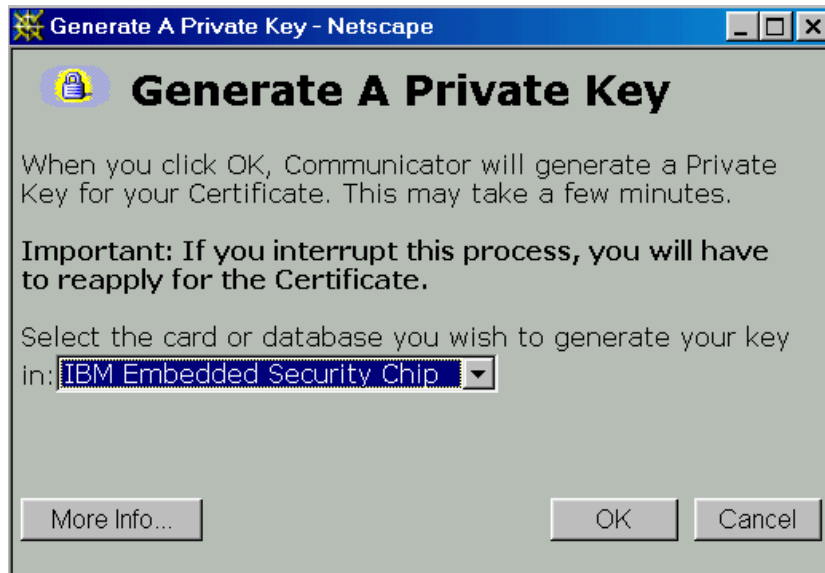 Generate A Private Key - Netscape
Generate A Private Key
When you click OK, Communicator will generate a Private
Key for your Certificate. This may take a few minutes.
Important: If you interrupt this process, you will have
to reapply for the Certificate.
Select the card or database you wish to generate your key
in: IBM Embedded Security Chip
More Info... OK Cancel